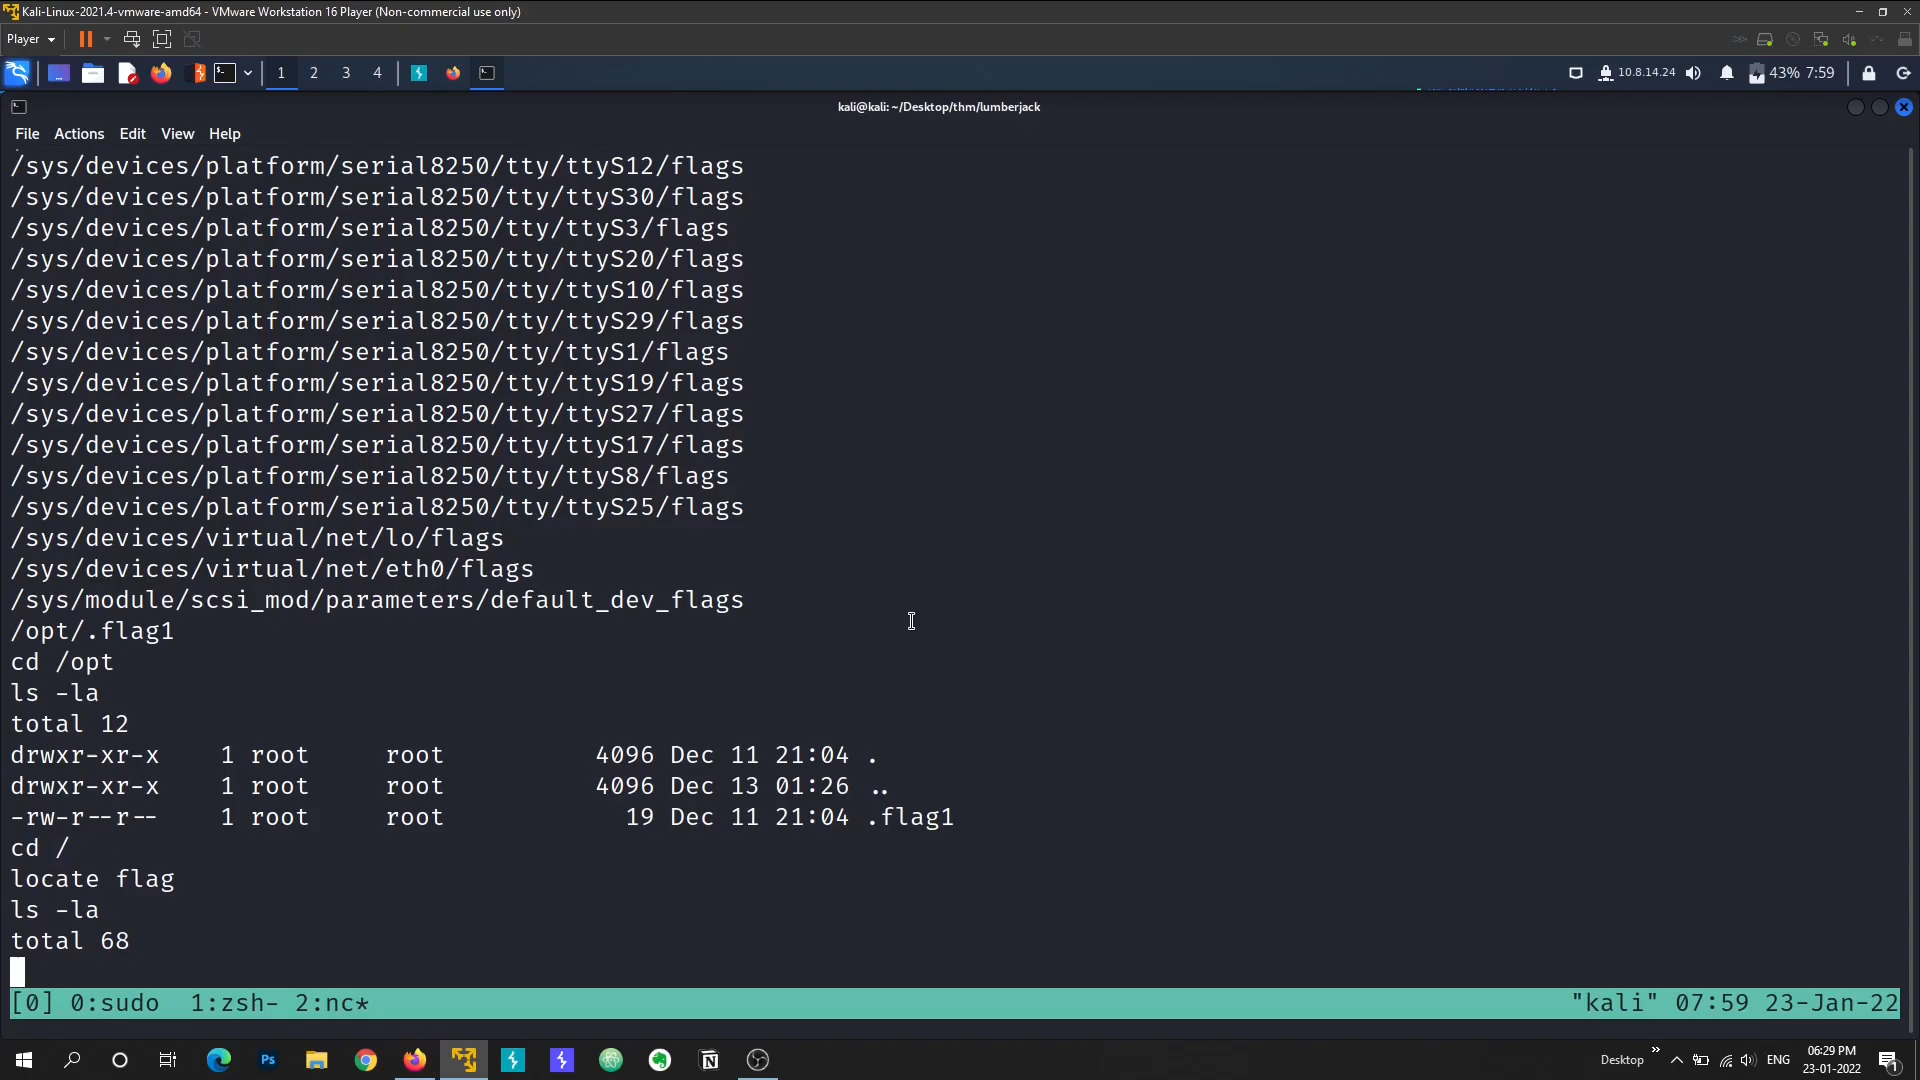 Kali-Linux-2021.4-vmware-amd64 - VMware Workstation 16 Player (Non-commercial use only)
Player
1 2 3 4
10.8.14.24
43% 7:59
kali@kali: ~/Desktop/thm/lumberjack
File Actions Edit View Help
/sys/devices/platform/serial8250/tty/ttyS12/flags
/sys/devices/platform/serial8250/tty/ttyS30/flags
/sys/devices/platform/serial8250/tty/ttyS3/flags
/sys/devices/platform/serial8250/tty/ttyS20/flags
/sys/devices/platform/serial8250/tty/ttyS10/flags
/sys/devices/platform/serial8250/tty/ttyS29/flags
/sys/devices/platform/serial8250/tty/ttyS1/flags
/sys/devices/platform/serial8250/tty/ttyS19/flags
/sys/devices/platform/serial8250/tty/ttyS27/flags
/sys/devices/platform/serial8250/tty/ttyS17/flags
/sys/devices/platform/serial8250/tty/ttyS8/flags
/sys/devices/platform/serial8250/tty/ttyS25/flags
/sys/devices/virtual/net/lo/flags
/sys/devices/virtual/net/eth0/flags
/sys/module/scsi_mod/parameters/default_dev_flags
/opt/.flag1
cd /opt
ls -la
total 12
drwxr-xr-x 1 root root 4096 Dec 11 21:04 .
drwxr-xr-x 1 root root 4096 Dec 13 01:26 ..
-rw-r--r-- 1 root root 19 Dec 11 21:04 .flag1
cd /
locate flag
ls -la
total 68
[0] 0:sudo 1:zsh- 2:nc* "kali" 07:59 23-Jan-22
Ps
Desktop
ENG
06:29 PM
23-01-2022
1